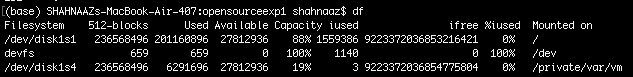 (base) SHAHNAAZs-MacBook-Air-407:opensourceexp1 shahnaaz$ df
Filesystem 512-blocks Used Available Capacity iused ifree %iused Mounted on
/dev/disk1s1 236568496 201160896 27812936 88% 1559386 9223372036853216421 0% /
devfs 659 659 0 100% 1140 0 100% /dev
/dev/disk1s4 236568496 6291696 27812936 19% 3 9223372036854775804 0% /private/var/vm